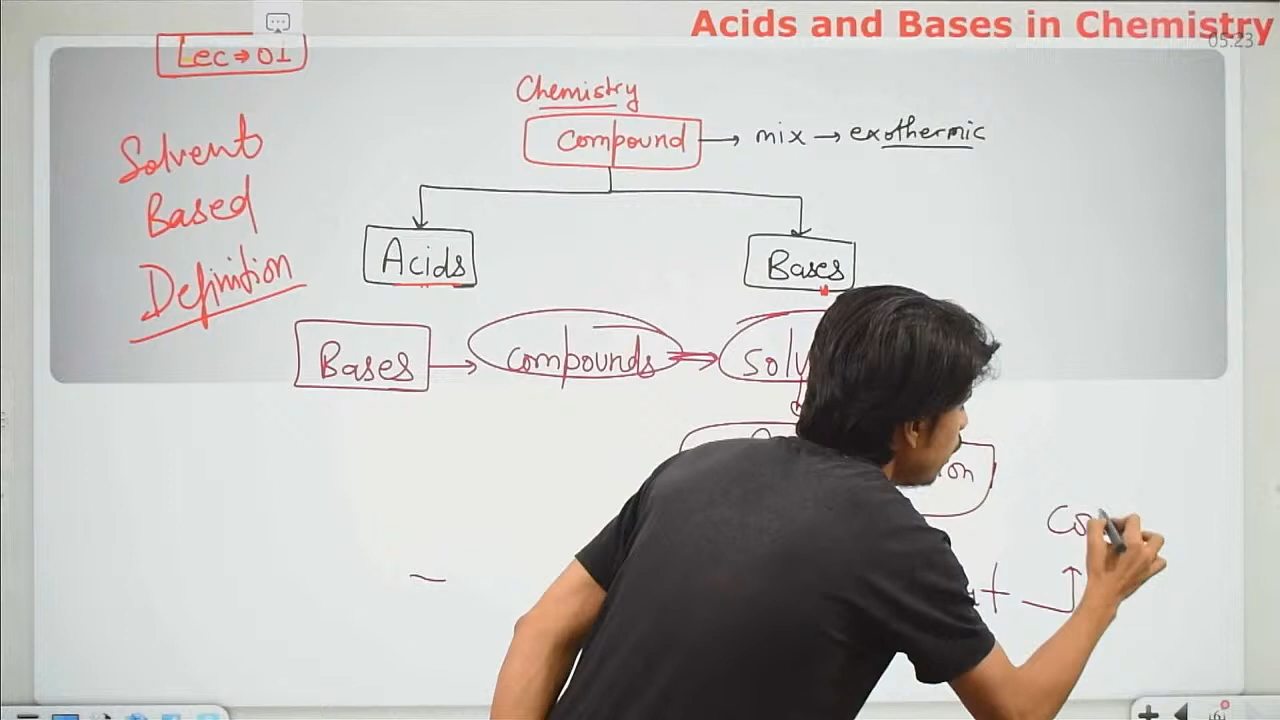 Acids and Bases in Chemistry
05:23
Lec → 01
Chemistry
compound → mix → exothermic
Solvent
Based
Definition
Acids
Bases
Bases → compounds